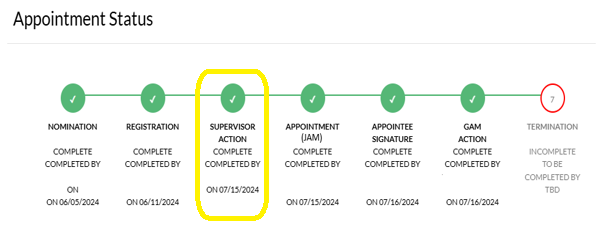 Appointment Status
7
NOMINATION
COMPLETE
COMPLETED BY
ON
ON 06/05/2024
REGISTRATION
COMPLETE
COMPLETED BY
ON 06/11/2024
SUPERVISOR
ACTION
COMPLETE
COMPLETED BY
ON 07/15/2024
APPOINTMENT
(JAM)
COMPLETE
COMPLETED BY
ON 07/15/2024
APPOINTEE
SIGNATURE
COMPLETE
COMPLETED BY
ON 07/16/2024
GAM
ACTION
COMPLETE
COMPLETED BY
ON 07/16/2024
TERMINATION
INCOMPLETE
TO BE
COMPLETED BY
TBD